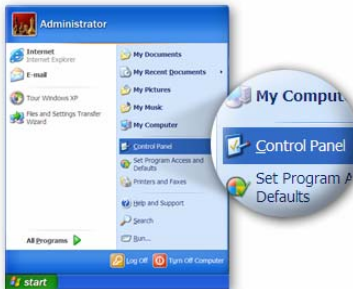 Administrator
Internet
Internet Explorer
E-mail
Tour Windows XP
Files and Settings Transfer
Wizard
All Programs
My Documents
My Recent Documents
My Pictures
My Music
My Computer
Control Panel
Set Program Access and
Defaults
Printers and Faxes
Help and Support
Search
Run...
Log Off
Turn Off Computer
start
My Comput
Control Panel
Set Program A
Defaults